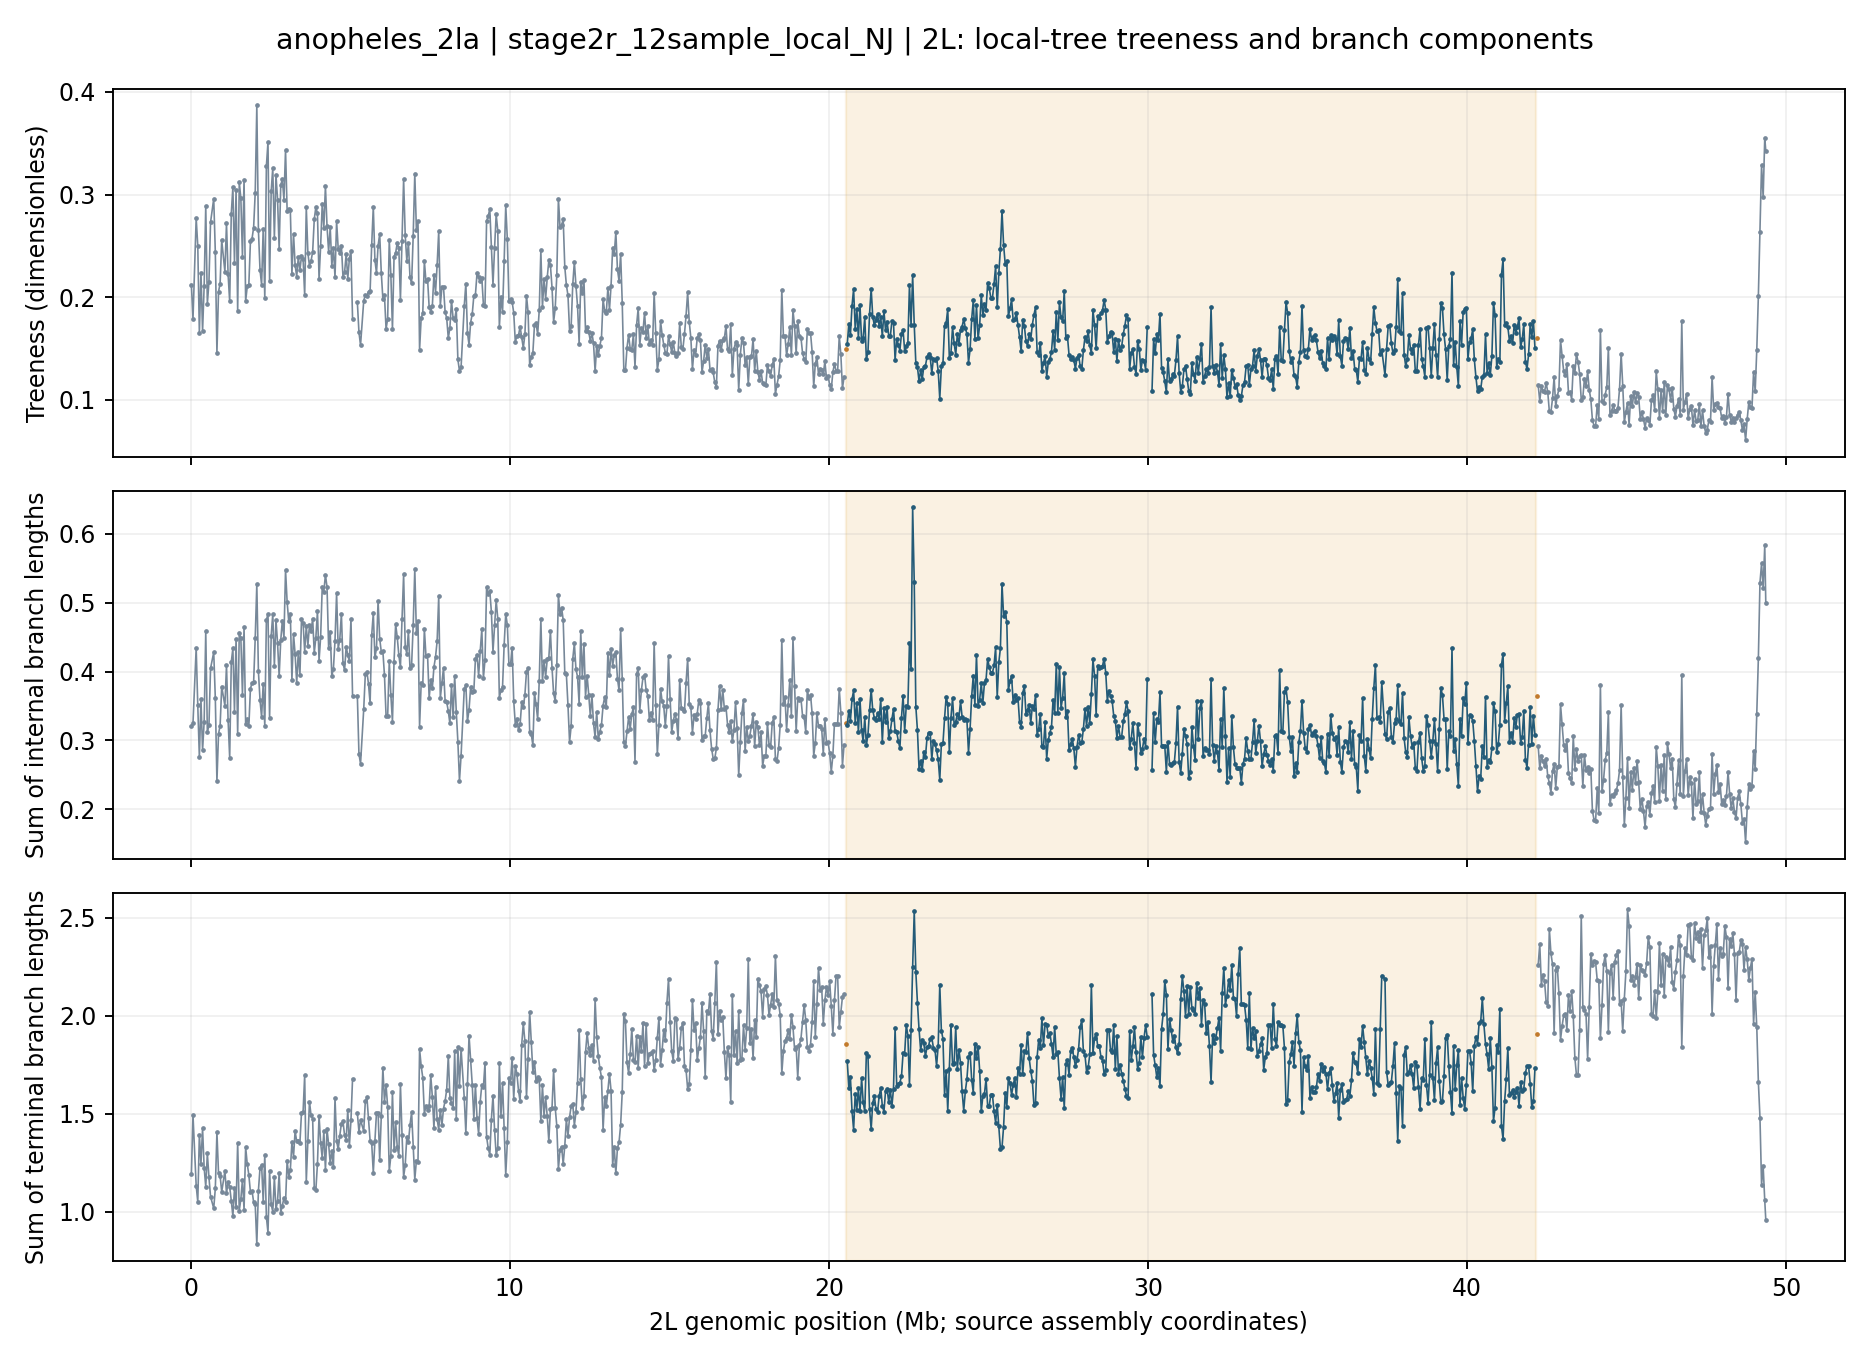 anopheles_2la | stage2r_12sample_local_NJ | 2L: local-tree treeness and branch components
Treeness (dimensionless)
0.4
0.3
0.2
0.1
Sum of internal branch lengths
0.6
0.5
0.4
0.3
0.2
Sum of terminal branch lengths
2.5
2.0
1.5
1.0
0 10 20 30 40 50
2L genomic position (Mb; source assembly coordinates)